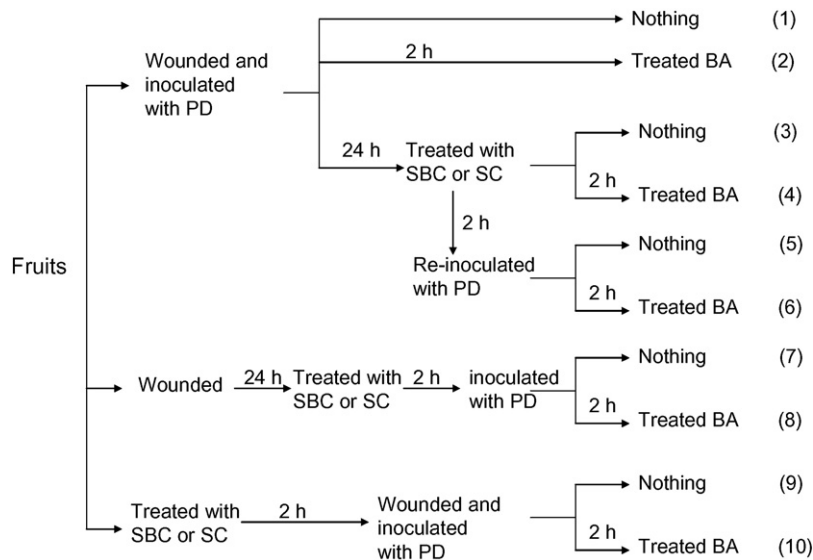 Nothing (1)
Wounded and
inoculated
with PD
2 h
Treated BA (2)
24 h
Treated with
SBC or SC
Nothing (3)
2 h
Treated BA (4)
2 h
Re-inoculated
with PD
Nothing (5)
2 h
Treated BA (6)
Fruits
Wounded
24 h
Treated with
SBC or SC
2 h
inoculated
with PD
Nothing (7)
2 h
Treated BA (8)
Treated with
SBC or SC
2 h
Wounded and
inoculated
with PD
Nothing (9)
2 h
Treated BA (10)